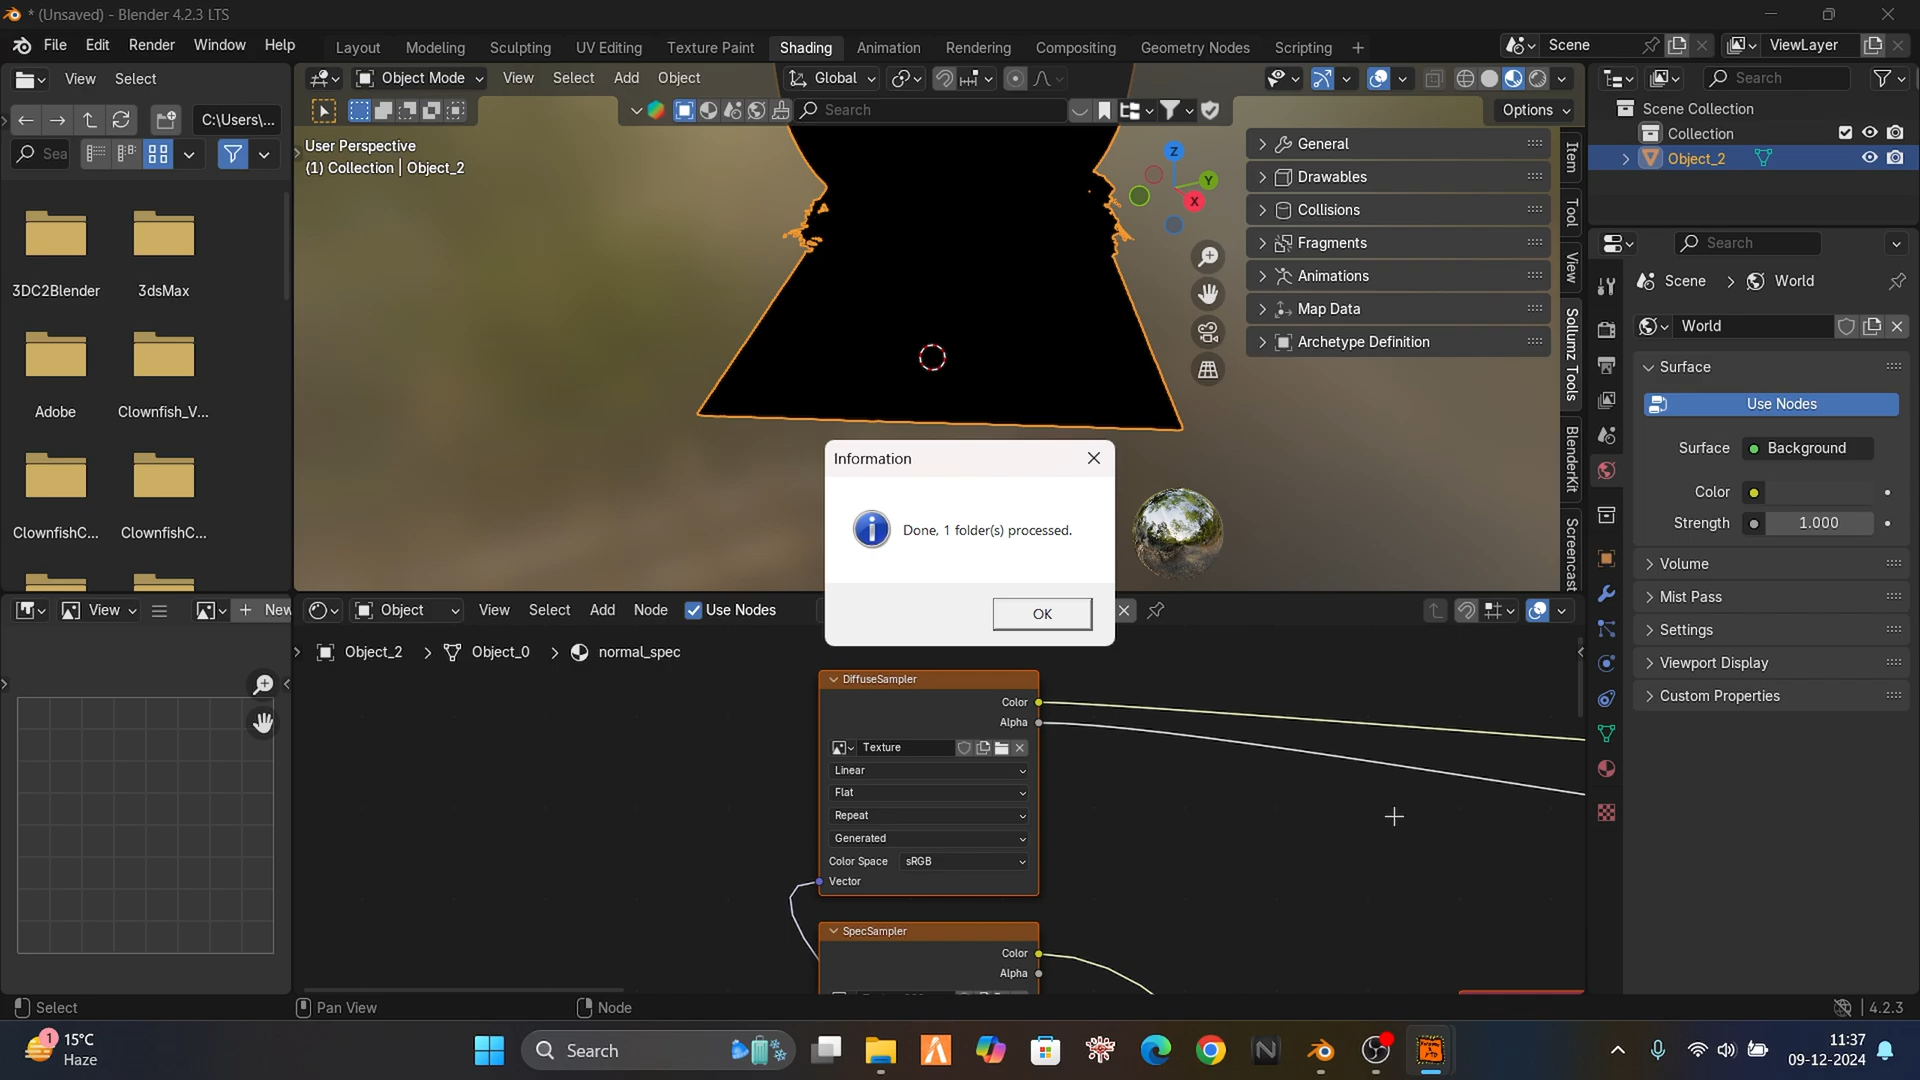 * (Unsaved) - Blender 4.2.3 LTS
File Edit Render Window Help
Layout Modeling Sculpting UV Editing Texture Paint Shading Animation Rendering Compositing Geometry Nodes Scripting +
Scene
ViewLayer
View Select
Object Mode View Select Add Object
Global
Search
C:\Users\...
Search
Options
Scene Collection
Collection
Object_2
Sea
User Perspective
(1) Collection | Object_2
Z
Y
X
General
Drawables
Collisions
Fragments
Animations
Map Data
Archetype Definition
Item
Tool
View
Sollumz Tools
BlenderKit
Screencast
3DC2Blender
3dsMax
Adobe
Clownfish_V...
ClownfishC...
ClownfishC...
Search
Scene > World
World
Surface
Use Nodes
Surface
Background
Color
Strength
1.000
Volume
Mist Pass
Settings
Viewport Display
Custom Properties
Information
Done, 1 folder(s) processed.
OK
View
+ New
Object View Select Add Node Use Nodes
Object_2 > Object_0 > normal_spec
DiffuseSampler
Color
Alpha
Texture
Linear
Flat
Repeat
Generated
Color Space sRGB
Vector
SpecSampler
Color
Alpha
Select
Pan View
Node
4.2.3
1
15°C
Haze
Search
11:37
09-12-2024